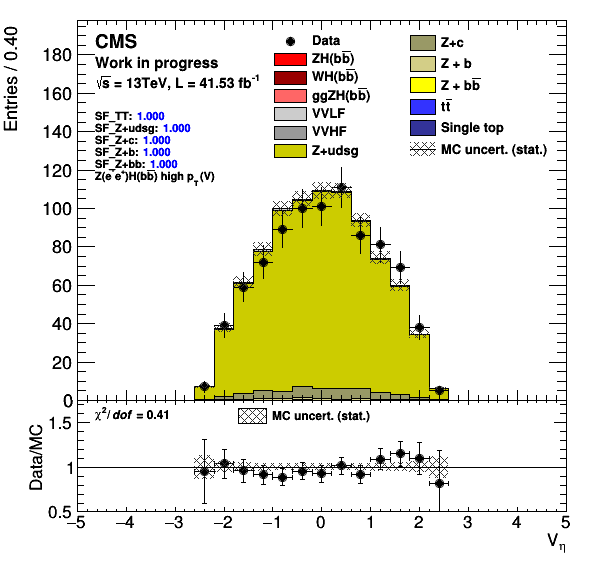 Entries / 0.40
180
160
140
120
100
80
60
40
20
0
CMS
Work in progress
√s = 13TeV, L = 41.53 fb⁻¹
SF_TT: 1.000
SF_Z+udsg: 1.000
SF_Z+c: 1.000
SF_Z+b: 1.000
SF_Z+bb: 1.000
Z(e⁻e⁺)H(bb̅) high p_T(V)
Data
ZH(bb̅)
WH(bb̅)
ggZH(bb̅)
VVLF
VVHF
Z+udsg
Z+c
Z + b
Z + bb̅
tt̅
Single top
MC uncert. (stat.)
Data/MC
1.5
1
0.5
χ²/dof = 0.41
MC uncert. (stat.)
−5 −4 −3 −2 −1 0 1 2 3 4 5
V_η